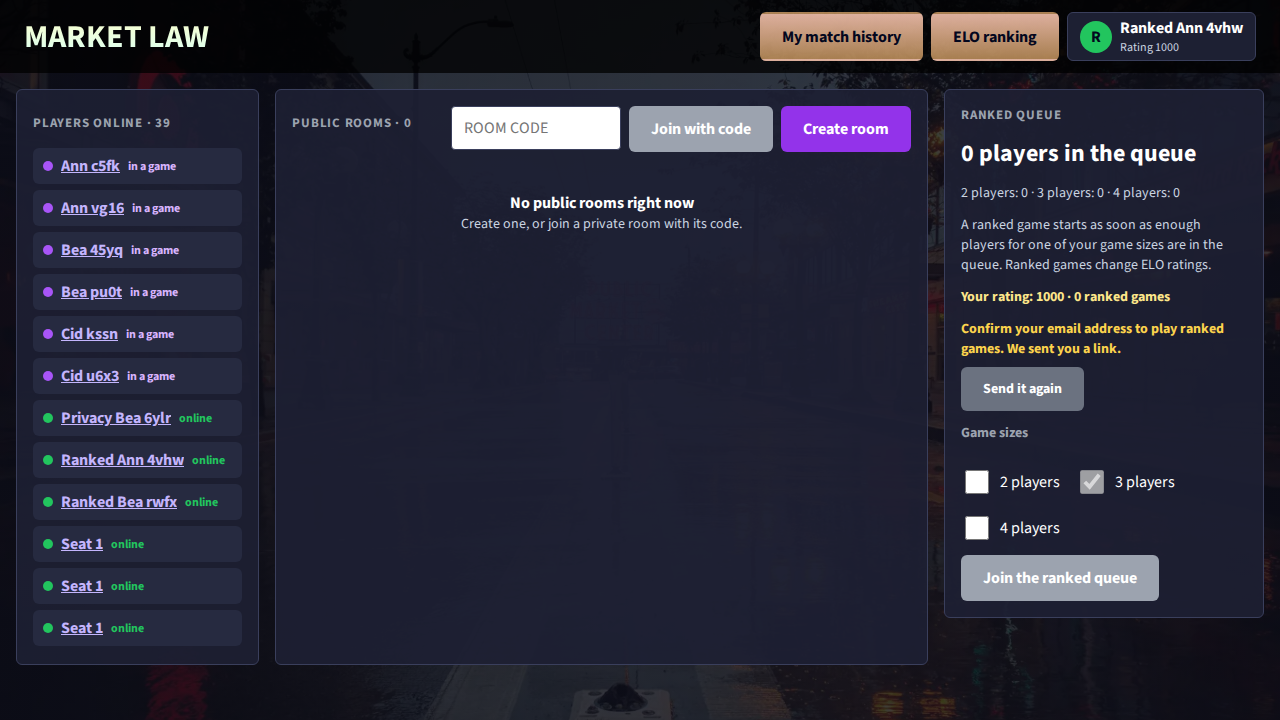 MARKET LAW
My match history
ELO ranking
R
Ranked Ann 4vhw
Rating 1000
PLAYERS ONLINE · 39
Ann c5fk in a game
Ann vg16 in a game
Bea 45yq in a game
Bea pu0t in a game
Cid kssn in a game
Cid u6x3 in a game
Privacy Bea 6ylr online
Ranked Ann 4vhw online
Ranked Bea rwfx online
Seat 1 online
Seat 1 online
Seat 1 online
PUBLIC ROOMS · 0
ROOM CODE
Join with code
Create room
No public rooms right now
Create one, or join a private room with its code.
RANKED QUEUE
0 players in the queue
2 players: 0 · 3 players: 0 · 4 players: 0
A ranked game starts as soon as enough
players for one of your game sizes are in the
queue. Ranked games change ELO ratings.
Your rating: 1000 · 0 ranked games
Confirm your email address to play ranked
games. We sent you a link.
Send it again
Game sizes
2 players
3 players
4 players
Join the ranked queue